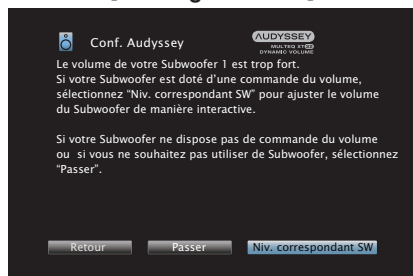 Conf. Audyssey
AUDYSSEY
MULTEQ XT32
DYNAMIC VOLUME
Le volume de votre Subwoofer 1 est trop fort.
Si votre Subwoofer est doté d’une commande du volume,
sélectionnez “Niv. correspondant SW” pour ajuster le volume
du Subwoofer de manière interactive.
Si votre Subwoofer ne dispose pas de commande du volume
ou si vous ne souhaitez pas utiliser de Subwoofer, sélectionnez
“Passer”.
Retour Passer Niv. correspondant SW